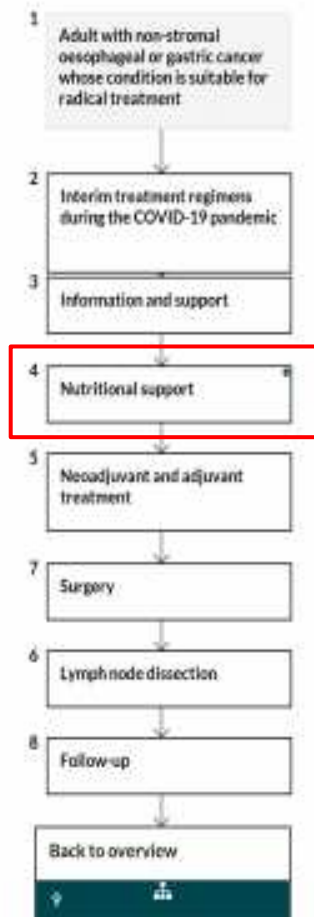 1
Adult with non-stromal
oesophageal or gastric cancer
whose condition is suitable for
radical treatment
2
Interim treatment regimens
during the COVID-19 pandemic
3
Information and support
4
Nutritional support
5
Neoadjuvant and adjuvant
treatment
7
Surgery
6
Lymph node dissection
8
Follow-up
Back to overview